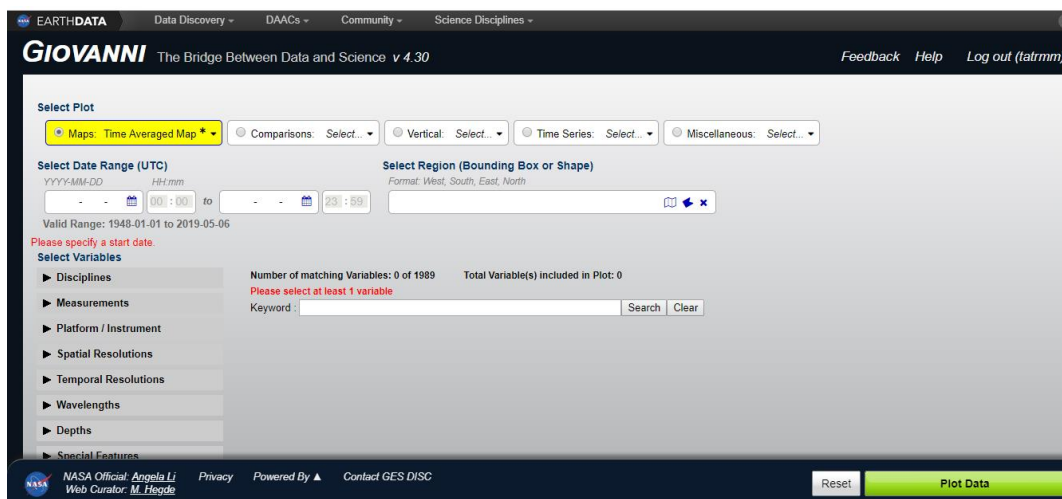 NASA EARTHDATA Data Discovery DAACs Community Science Disciplines
GIOVANNI The Bridge Between Data and Science v 4.30 Feedback Help Log out (tatrmm)
Select Plot
Maps: Time Averaged Map * Comparisons: Select... Vertical: Select... Time Series: Select... Miscellaneous: Select...
Select Date Range (UTC) Select Region (Bounding Box or Shape)
YYYY-MM-DD HH:mm Format: West, South, East, North
- - 00 : 00 to - - 23 : 59
Valid Range: 1948-01-01 to 2019-05-06
Please specify a start date.
Select Variables
Disciplines Number of matching Variables: 0 of 1989 Total Variable(s) included in Plot: 0
Please select at least 1 variable
Measurements Keyword : Search Clear
Platform / Instrument
Spatial Resolutions
Temporal Resolutions
Wavelengths
Depths
Special Features
NASA NASA Official: Angela Li Privacy Powered By Contact GES DISC Reset Plot Data
Web Curator: M. Hegde